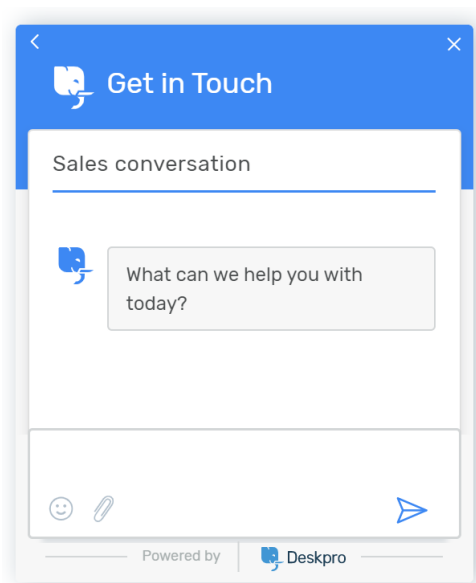 Get in Touch
Sales conversation
What can we help you with
today?
Powered by Deskpro